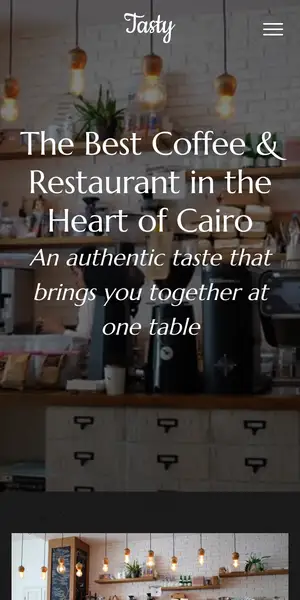 Tasty
The Best Coffee &
Restaurant in the
Heart of Cairo
An authentic taste that
brings you together at
one table